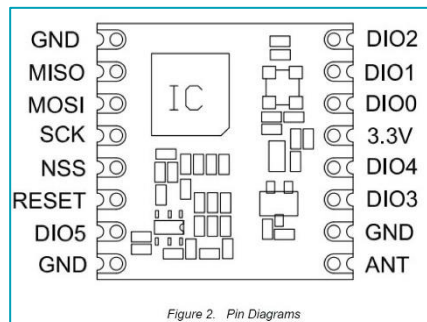 GND DIO2
MISO DIO1
MOSI DIO0
IC
SCK 3.3V
NSS DIO4
RESET DIO3
DIO5 GND
GND ANT
Figure 2. Pin Diagrams